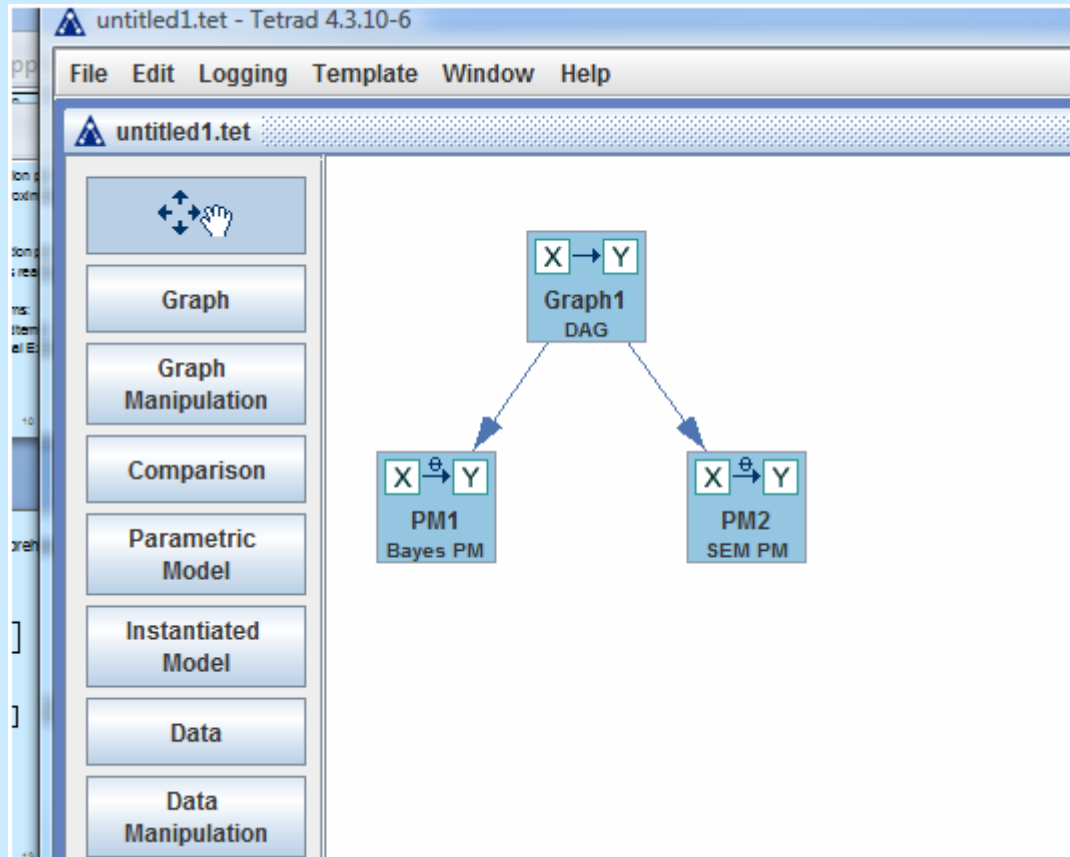 untitled1.tet - Tetrad 4.3.10-6
File Edit Logging Template Window Help
untitled1.tet
Graph
Graph
Manipulation
Comparison
Parametric
Model
Instantiated
Model
Data
Data
Manipulation
X Y
Graph1
DAG
X θ Y
PM1
Bayes PM
X θ Y
PM2
SEM PM